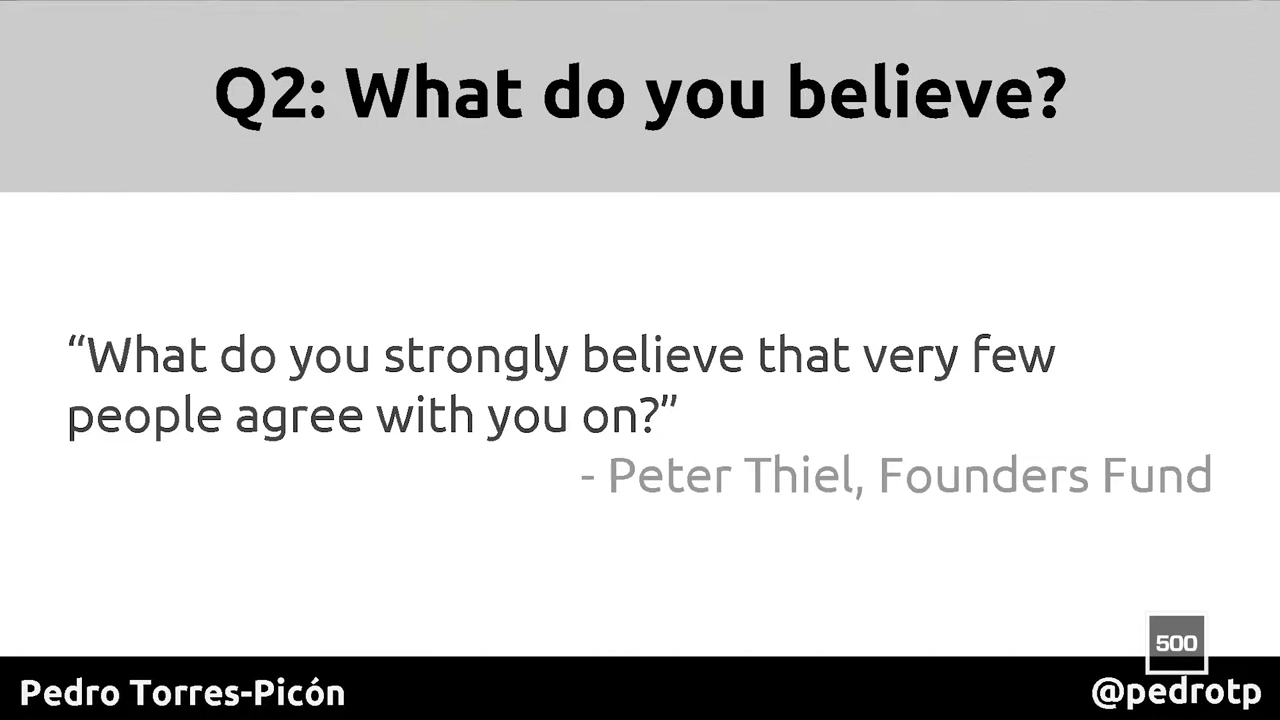 Q2: What do you believe?
“What do you strongly believe that very few
people agree with you on?”
- Peter Thiel, Founders Fund
500
Pedro Torres-Picón
@pedrotp